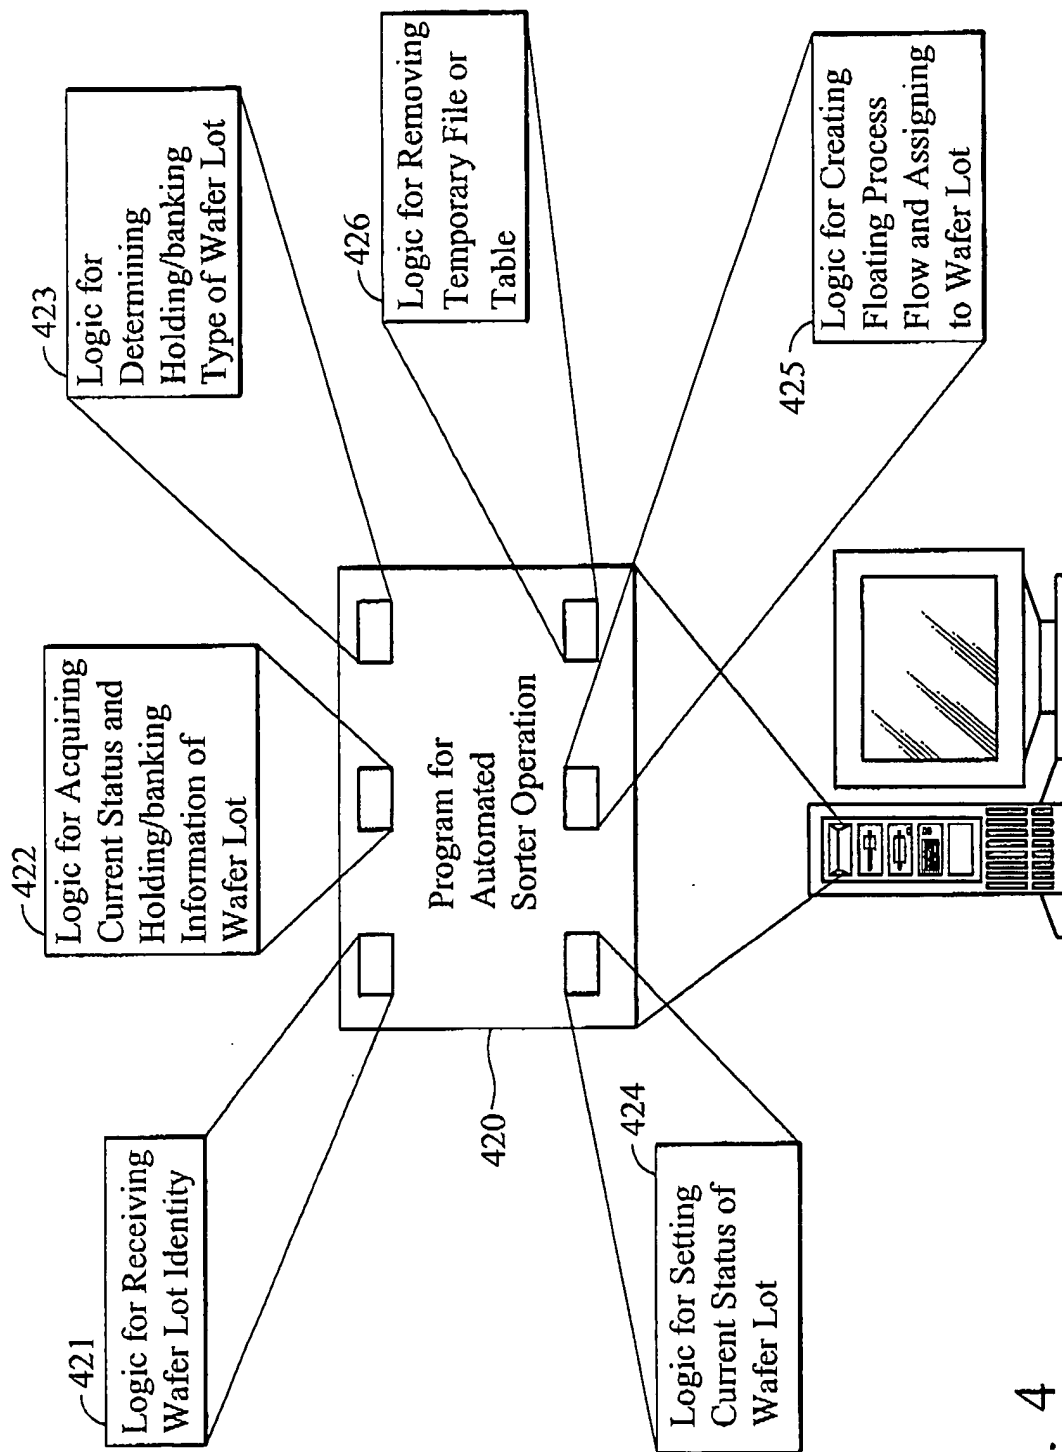 421
Logic for Receiving
Wafer Lot Identity
422
Logic for Acquiring
Current Status and
Holding/banking
Information of
Wafer Lot
423
Logic for
Determining
Holding/banking
Type of Wafer Lot
420
Program for
Automated
Sorter Operation
426
Logic for Removing
Temporary File or
Table
424
Logic for Setting
Current Status of
Wafer Lot
425
Logic for Creating
Floating Process
Flow and Assigning
to Wafer Lot
4